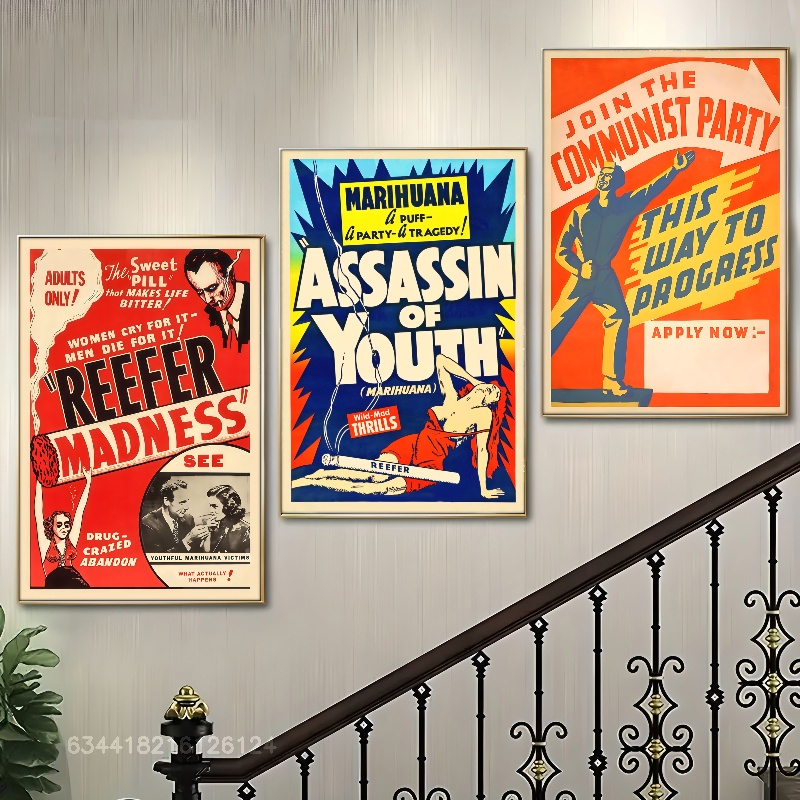 ADULTS
ONLY!
The Sweet
"PILL"
that MAKES LIFE
BITTER!
WOMEN CRY FOR IT-
MEN DIE FOR IT!
"REEFER
MADNESS"
SEE
YOUTHFUL MARIHUANA VICTIMS
WHAT ACTUALLY
HAPPENS!
DRUG-
CRAZED
ABANDON
MARIHUANA
A PUFF-
A PARTY-A TRAGEDY!
"ASSASSIN
OF
YOUTH"
(MARIHUANA)
Wild-Mad
THRILLS
REEFER
JOIN THE
COMMUNIST PARTY
THIS
WAY TO
PROGRESS
APPLY NOW:-
634418216126124